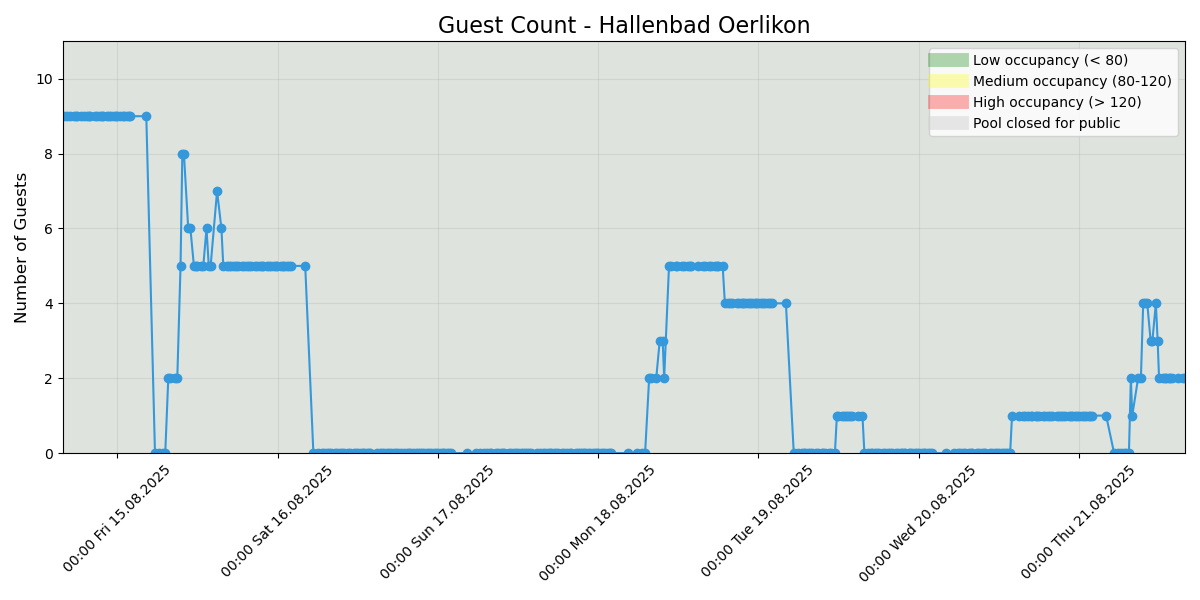 Guest Count - Hallenbad Oerlikon
Low occupancy (< 80)
Medium occupancy (80-120)
High occupancy (> 120)
Pool closed for public
Number of Guests
10
8
6
4
2
0
00:00 Fri 15.08.2025
00:00 Sat 16.08.2025
00:00 Sun 17.08.2025
00:00 Mon 18.08.2025
00:00 Tue 19.08.2025
00:00 Wed 20.08.2025
00:00 Thu 21.08.2025